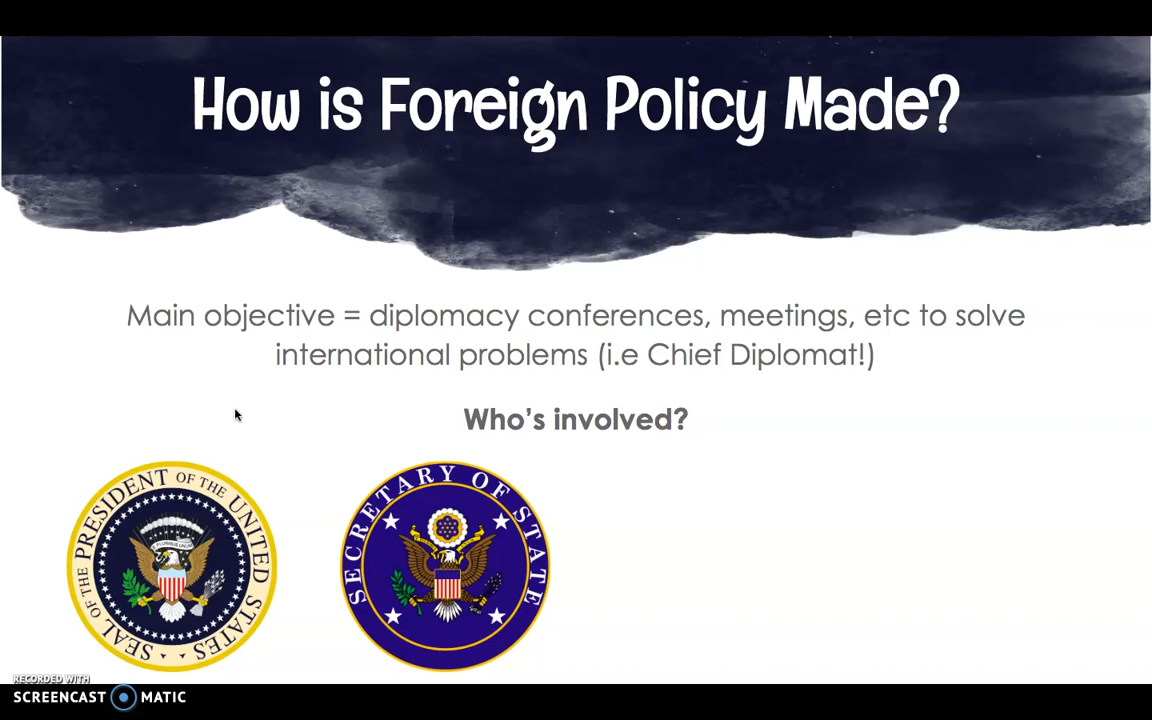 How is Foreign Policy Made?
Main objective = diplomacy conferences, meetings, etc to solve
international problems (i.e Chief Diplomat!)
Who's involved?
SEAL OF THE PRESIDENT OF THE UNITED STATES
SECRETARY OF STATE
RECORDED WITH
SCREENCAST MATIC